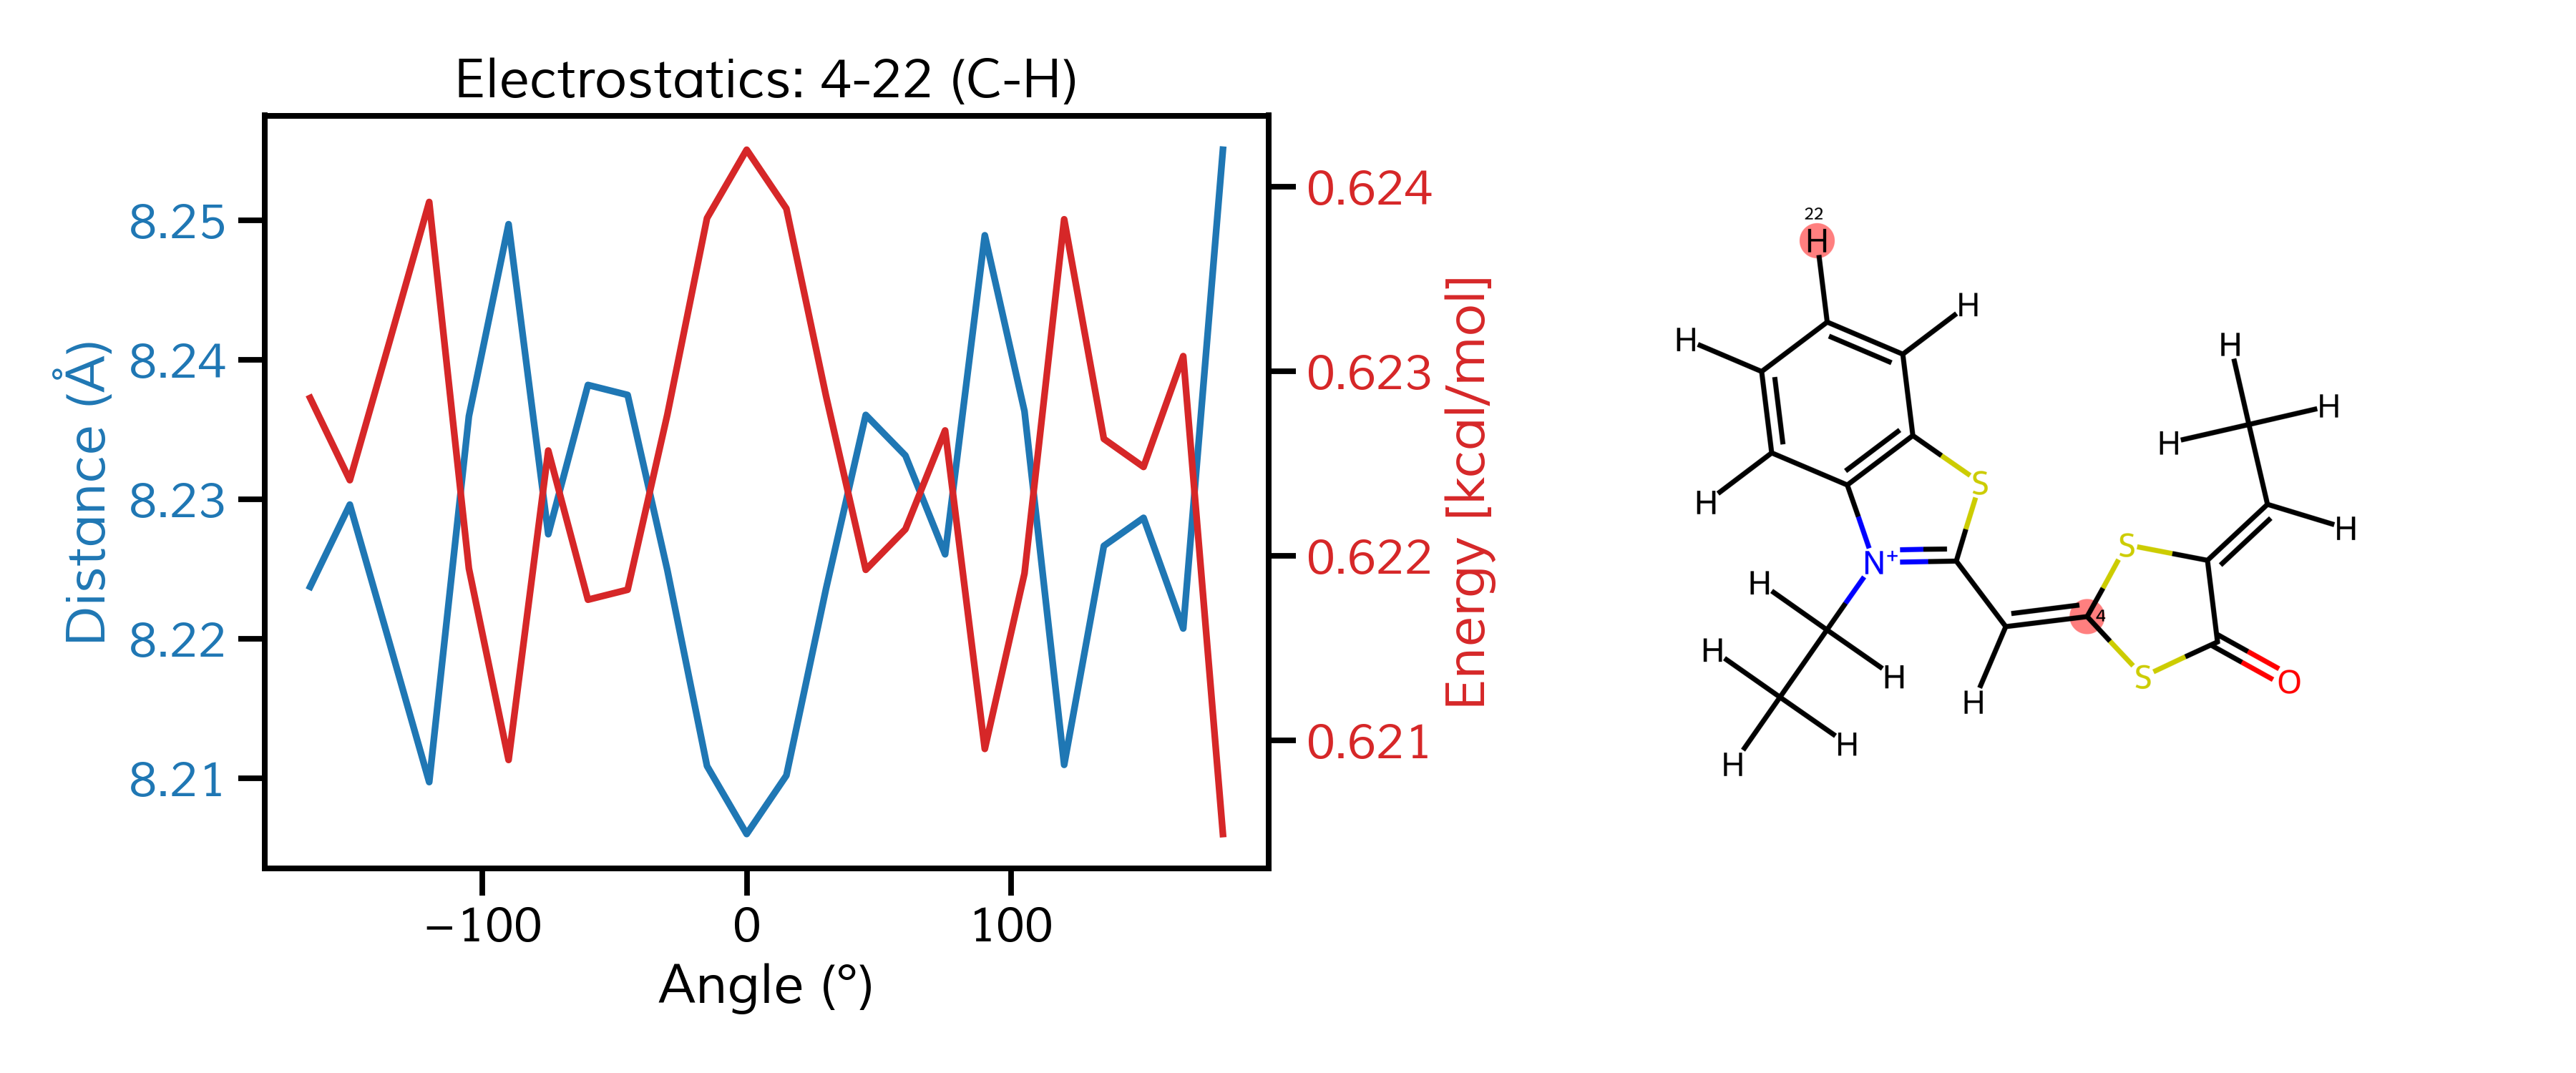 Electrostatics: 4-22 (C-H)
Distance (Å)
8.25
8.24
8.23
8.22
8.21
−100
0
100
Angle (°)
0.624
0.623
0.622
0.621
Energy [kcal/mol]
22
H
H
H
H
H
H
H
S
S
H
N⁺
H
4
H
H
S
O
H
H
H